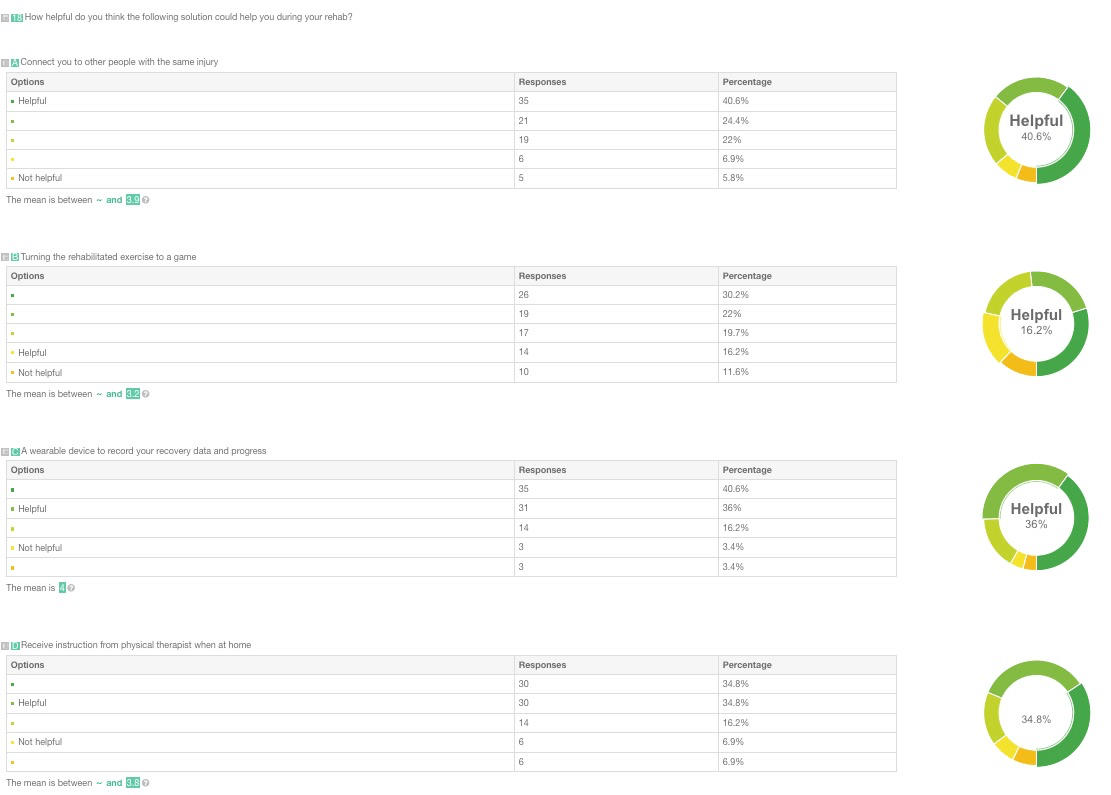 18 How helpful do you think the following solution could help you during your rehab?
A Connect you to other people with the same injury
Options Responses Percentage
Helpful 35 40.6%
21 24.4%
19 22%
6 6.9%
Not helpful 5 5.8%
The mean is between ~ and 3.9 ?
Helpful
40.6%
B Turning the rehabilitated exercise to a game
Options Responses Percentage
26 30.2%
19 22%
17 19.7%
Helpful 14 16.2%
Not helpful 10 11.6%
The mean is between ~ and 3.2 ?
Helpful
16.2%
C A wearable device to record your recovery data and progress
Options Responses Percentage
35 40.6%
Helpful 31 36%
14 16.2%
Not helpful 3 3.4%
3 3.4%
The mean is 4 ?
Helpful
36%
D Receive instruction from physical therapist when at home
Options Responses Percentage
30 34.8%
Helpful 30 34.8%
14 16.2%
Not helpful 6 6.9%
6 6.9%
The mean is between ~ and 3.8 ?
34.8%